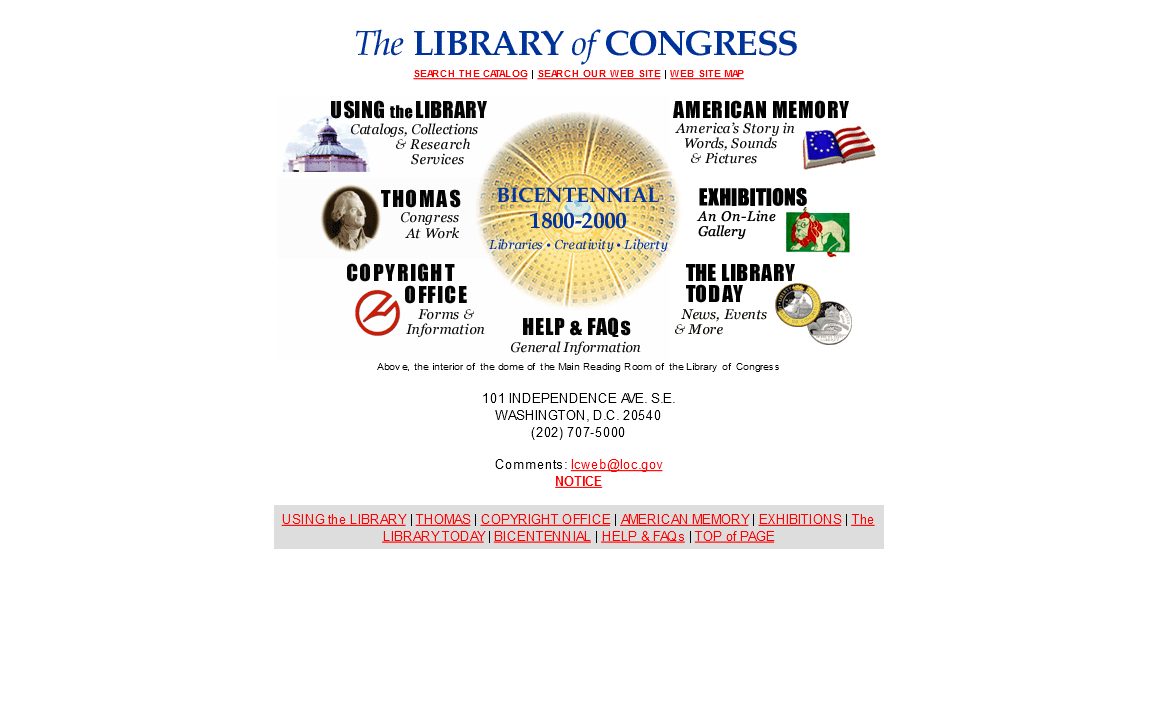 The LIBRARY of CONGRESS
SEARCH THE CATALOG | SEARCH OUR WEB SITE | WEB SITE MAP
USING the LIBRARY
Catalogs, Collections
& Research
Services
AMERICAN MEMORY
America's Story in
Words, Sounds
& Pictures
THOMAS
Congress
At Work
BICENTENNIAL
1800-2000
Libraries • Creativity • Liberty
EXHIBITIONS
An On-Line
Gallery
COPYRIGHT
OFFICE
Forms &
Information
THE LIBRARY
TODAY
News, Events
& More
HELP & FAQs
General Information
Above, the interior of the dome of the Main Reading Room of the Library of Congress
101 INDEPENDENCE AVE. S.E.
WASHINGTON, D.C. 20540
(202) 707-5000
Comments: lcweb@loc.gov
NOTICE
USING the LIBRARY | THOMAS | COPYRIGHT OFFICE | AMERICAN MEMORY | EXHIBITIONS | The
LIBRARY TODAY | BICENTENNIAL | HELP & FAQs | TOP of PAGE